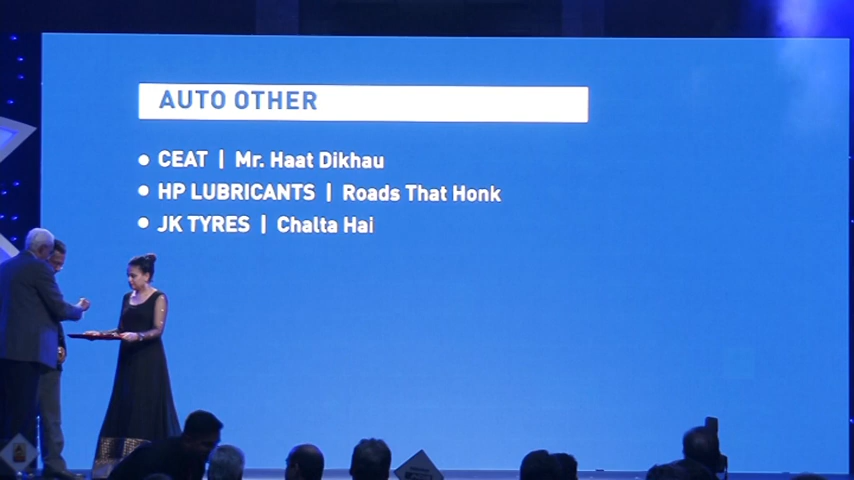 AUTO OTHER
• CEAT | Mr. Haat Dikhau
• HP LUBRICANTS | Roads That Honk
• JK TYRES | Chalta Hai